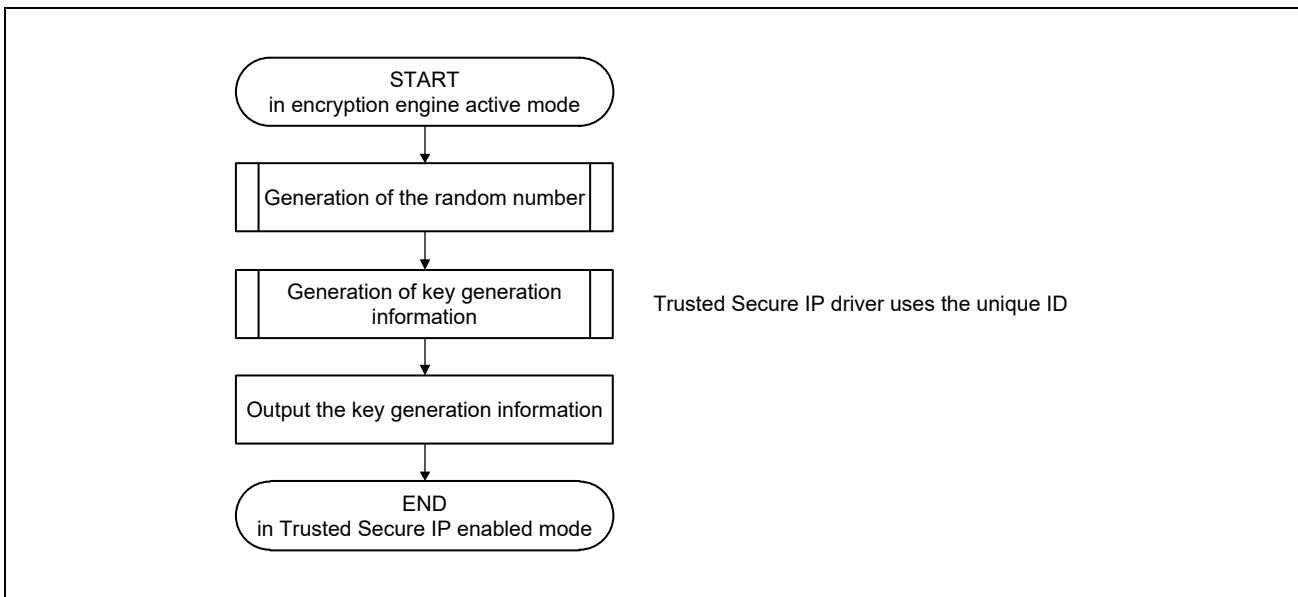 START
in encryption engine active mode
Generation of the random number
Generation of key generation
information
Trusted Secure IP driver uses the unique ID
Output the key generation information
END
in Trusted Secure IP enabled mode